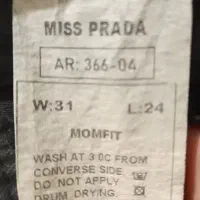 MISS PRADA
AR: 366-04
W:31 L:24
MOMFIT
WASH AT 3.0C FROM
CONVERSE SIDE
DO NOT APPLY
DRUM DRYING.